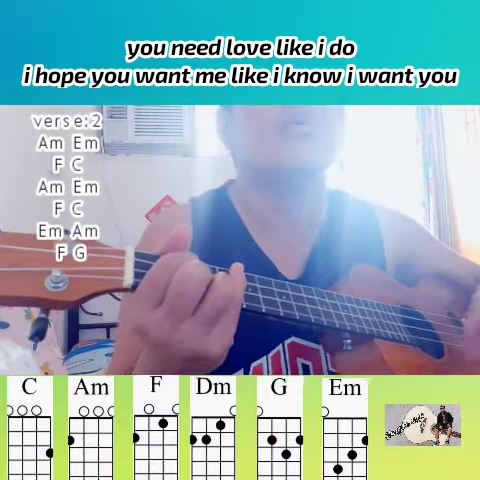 you need love like i do
i hope you want me like i know i want you
verse:2
Am Em
F C
Am Em
F C
Em Am
F G
C Am F Dm G Em